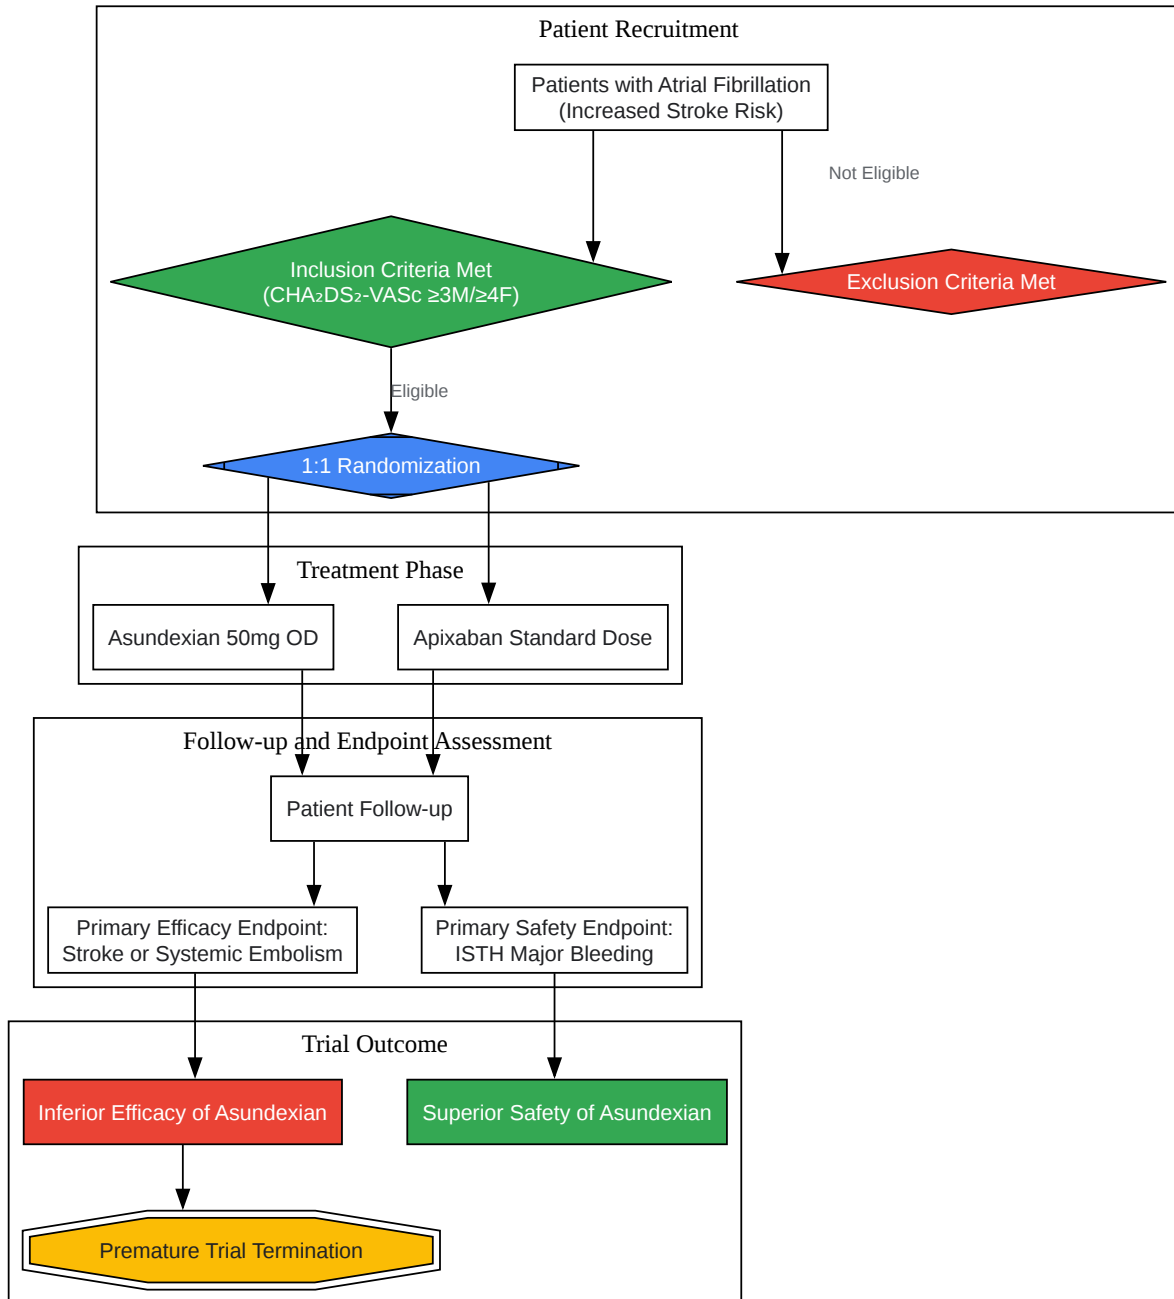 Patient Recruitment
Patients with Atrial Fibrillation
(Increased Stroke Risk)
Not Eligible
Inclusion Criteria Met
(CHA₂DS₂-VASc ≥3M/≥4F)
Exclusion Criteria Met
Eligible
1:1 Randomization
Treatment Phase
Asundexian 50mg OD
Apixaban Standard Dose
Follow-up and Endpoint Assessment
Patient Follow-up
Primary Efficacy Endpoint:
Stroke or Systemic Embolism
Primary Safety Endpoint:
ISTH Major Bleeding
Trial Outcome
Inferior Efficacy of Asundexian
Superior Safety of Asundexian
Premature Trial Termination